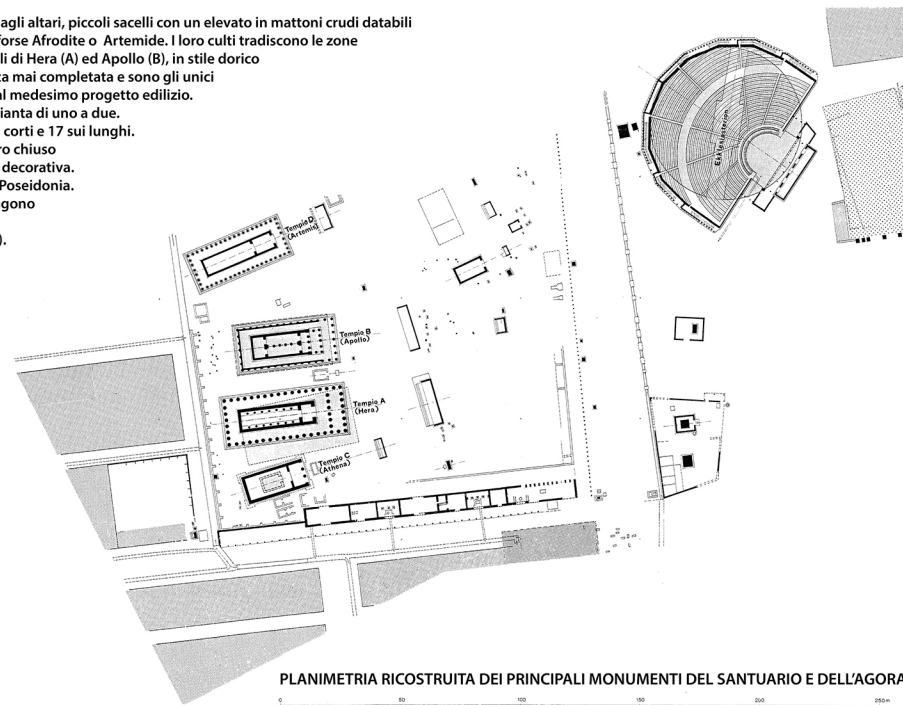 agli altari, piccoli sacelli con un elevato in mattoni crudi databili
forse Afrodite o Artemide. I loro culti tradiscono le zone
li di Hera (A) ed Apollo (B), in stile dorico
ta mai completata e sono gli unici
al medesimo progetto edilizio.
pianta di uno a due.
i corti e 17 sui lunghi.
ro chiuso
decorativa.
Poseidonia.
ngono
).
Ekklesiasterion
Tempio D
(Artemis)
Tempio B
(Apollo)
Tempio A
(Hera)
Tempio C
(Athena)
PLANIMETRIA RICOSTRUITA DEI PRINCIPALI MONUMENTI DEL SANTUARIO E DELL'AGORA
0 50 100 150 200 250m